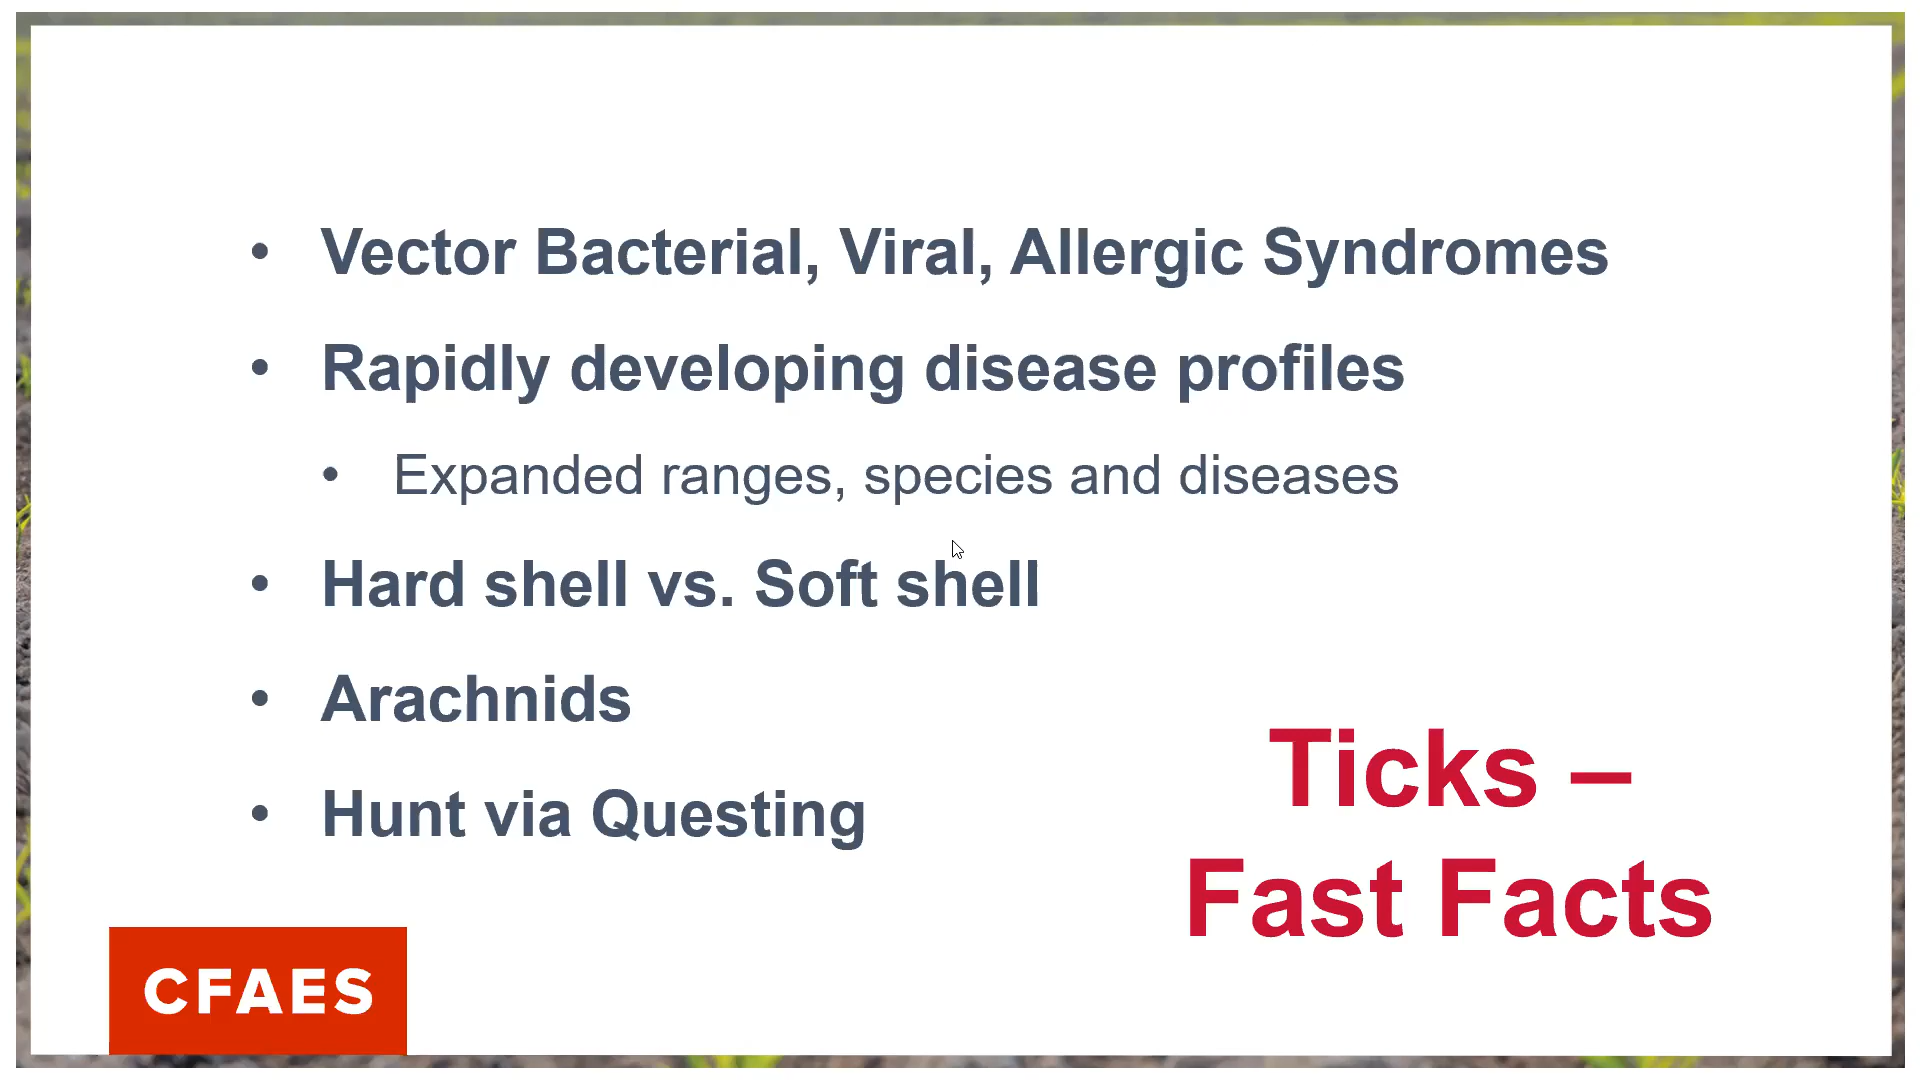 • Vector Bacterial, Viral, Allergic Syndromes
• Rapidly developing disease profiles
• Expanded ranges, species and diseases
• Hard shell vs. Soft shell
• Arachnids
• Hunt via Questing
Ticks –
Fast Facts
CFAES